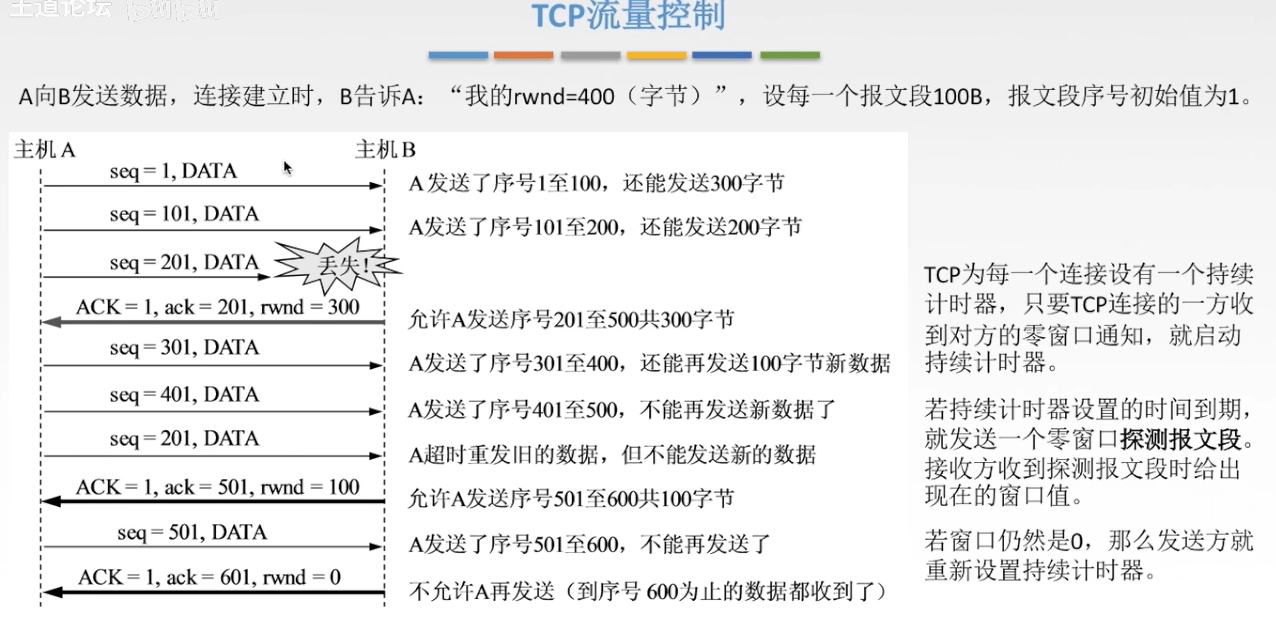 王道论坛
TCP流量控制
A向B发送数据，连接建立时，B告诉A：“我的rwnd=400（字节）”，设每一个报文段100B，报文段序号初始值为1。
主机A 主机B
seq = 1, DATA
A发送了序号1至100，还能发送300字节
seq = 101, DATA
A发送了序号101至200，还能发送200字节
seq = 201, DATA
丢失!
ACK = 1, ack = 201, rwnd = 300
允许A发送序号201至500共300字节
seq = 301, DATA
A发送了序号301至400，还能再发送100字节新数据
seq = 401, DATA
A发送了序号401至500，不能再发送新数据了
seq = 201, DATA
A超时重发旧的数据，但不能发送新的数据
ACK = 1, ack = 501, rwnd = 100
允许A发送序号501至600共100字节
seq = 501, DATA
A发送了序号501至600，不能再发送了
ACK = 1, ack = 601, rwnd = 0
不允许A再发送（到序号 600为止的数据都收到了）
TCP为每一个连接设有一个持续
计时器，只要TCP连接的一方收
到对方的零窗口通知，就启动
持续计时器。
若持续计时器设置的时间到期，
就发送一个零窗口探测报文段。
接收方收到探测报文段时给出
现在的窗口值。
若窗口仍然是0，那么发送方就
重新设置持续计时器。